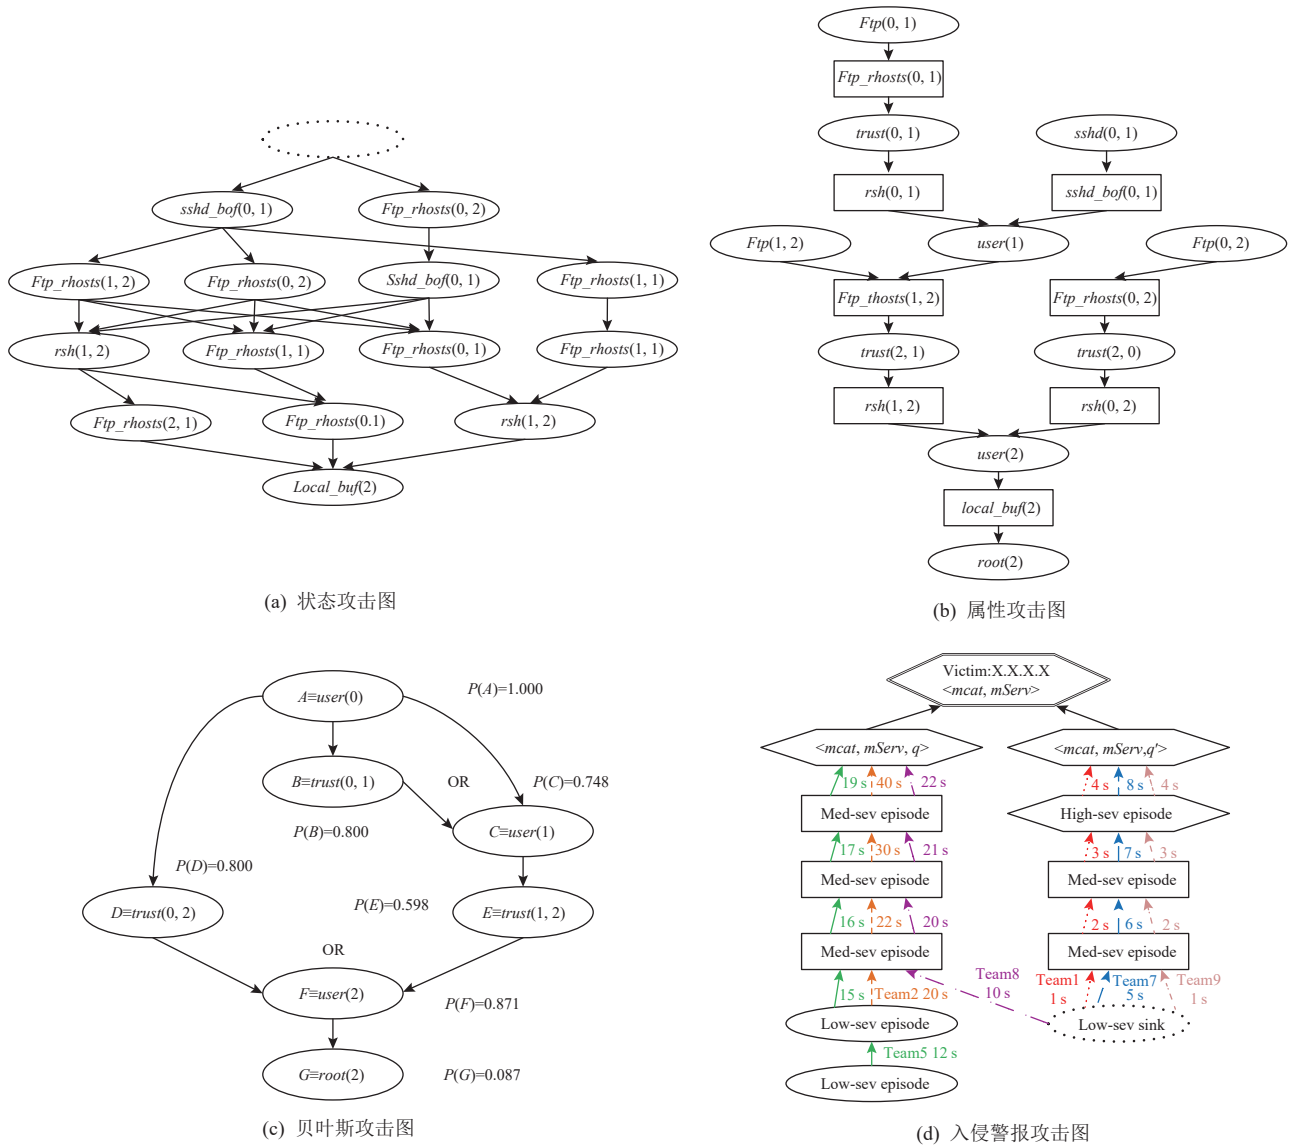 sshd_bof(0, 1)
Ftp_rhosts(0, 2)
Ftp_rhosts(1, 2)
Ftp_rhosts(0, 2)
Sshd_bof(0, 1)
Ftp_rhosts(1, 1)
rsh(1, 2)
Ftp_rhosts(1, 1)
Ftp_rhosts(0, 1)
Ftp_rhosts(1, 1)
Ftp_rhosts(2, 1)
Ftp_rhosts(0.1)
rsh(1, 2)
Local_buf(2)
(a) 状态攻击图
Ftp(0, 1)
Ftp_rhosts(0, 1)
trust(0, 1)
sshd(0, 1)
rsh(0, 1)
sshd_bof(0, 1)
Ftp(1, 2)
user(1)
Ftp(0, 2)
Ftp_thosts(1, 2)
Ftp_rhosts(0, 2)
trust(2, 1)
trust(2, 0)
rsh(1, 2)
rsh(0, 2)
user(2)
local_buf(2)
root(2)
(b) 属性攻击图
A≡user(0)
P(A)=1.000
B≡trust(0, 1)
OR
P(C)=0.748
P(B)=0.800
C≡user(1)
P(D)=0.800
P(E)=0.598
D≡trust(0, 2)
E≡trust(1, 2)
OR
F≡user(2)
P(F)=0.871
G≡root(2)
P(G)=0.087
(c) 贝叶斯攻击图
Victim:X.X.X.X
<mcat, mServ>
<mcat, mServ, q>
<mcat, mServ,q'>
19 s
40 s
22 s
4 s
8 s
4 s
Med-sev episode
High-sev episode
17 s
30 s
21 s
3 s
7 s
3 s
Med-sev episode
Med-sev episode
16 s
22 s
20 s
2 s
6 s
2 s
Med-sev episode
Med-sev episode
15 s
Team2 20 s
Team8
10 s
Team1
1 s
Team7
5 s
Team9
1 s
Low-sev episode
Low-sev sink
Team5 12 s
Low-sev episode
(d) 入侵警报攻击图